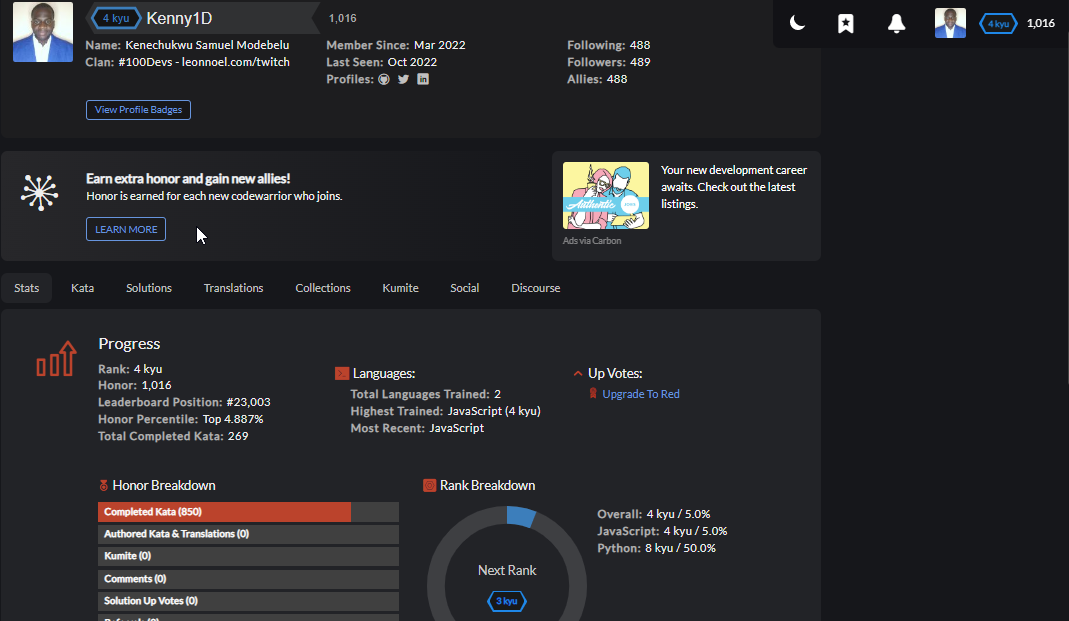 4 kyu Kenny1D 1,016
4 kyu 1,016
Name: Kenechukwu Samuel Modebelu
Clan: #100Devs - leonnoel.com/twitch
Member Since: Mar 2022
Last Seen: Oct 2022
Profiles:
Following: 488
Followers: 489
Allies: 488
View Profile Badges
Earn extra honor and gain new allies!
Honor is earned for each new codewarrior who joins.
LEARN MORE
Authentic
Your new development career
awaits. Check out the latest
listings.
Ads via Carbon
Stats Kata Solutions Translations Collections Kumite Social Discourse
Progress
Rank: 4 kyu
Honor: 1,016
Leaderboard Position: #23,003
Honor Percentile: Top 4.887%
Total Completed Kata: 269
Languages:
Total Languages Trained: 2
Highest Trained: JavaScript (4 kyu)
Most Recent: JavaScript
Up Votes:
Upgrade To Red
Honor Breakdown
Completed Kata (850)
Authored Kata & Translations (0)
Kumite (0)
Comments (0)
Solution Up Votes (0)
Rank Breakdown
Next Rank
3 kyu
Overall: 4 kyu / 5.0%
JavaScript: 4 kyu / 5.0%
Python: 8 kyu / 50.0%